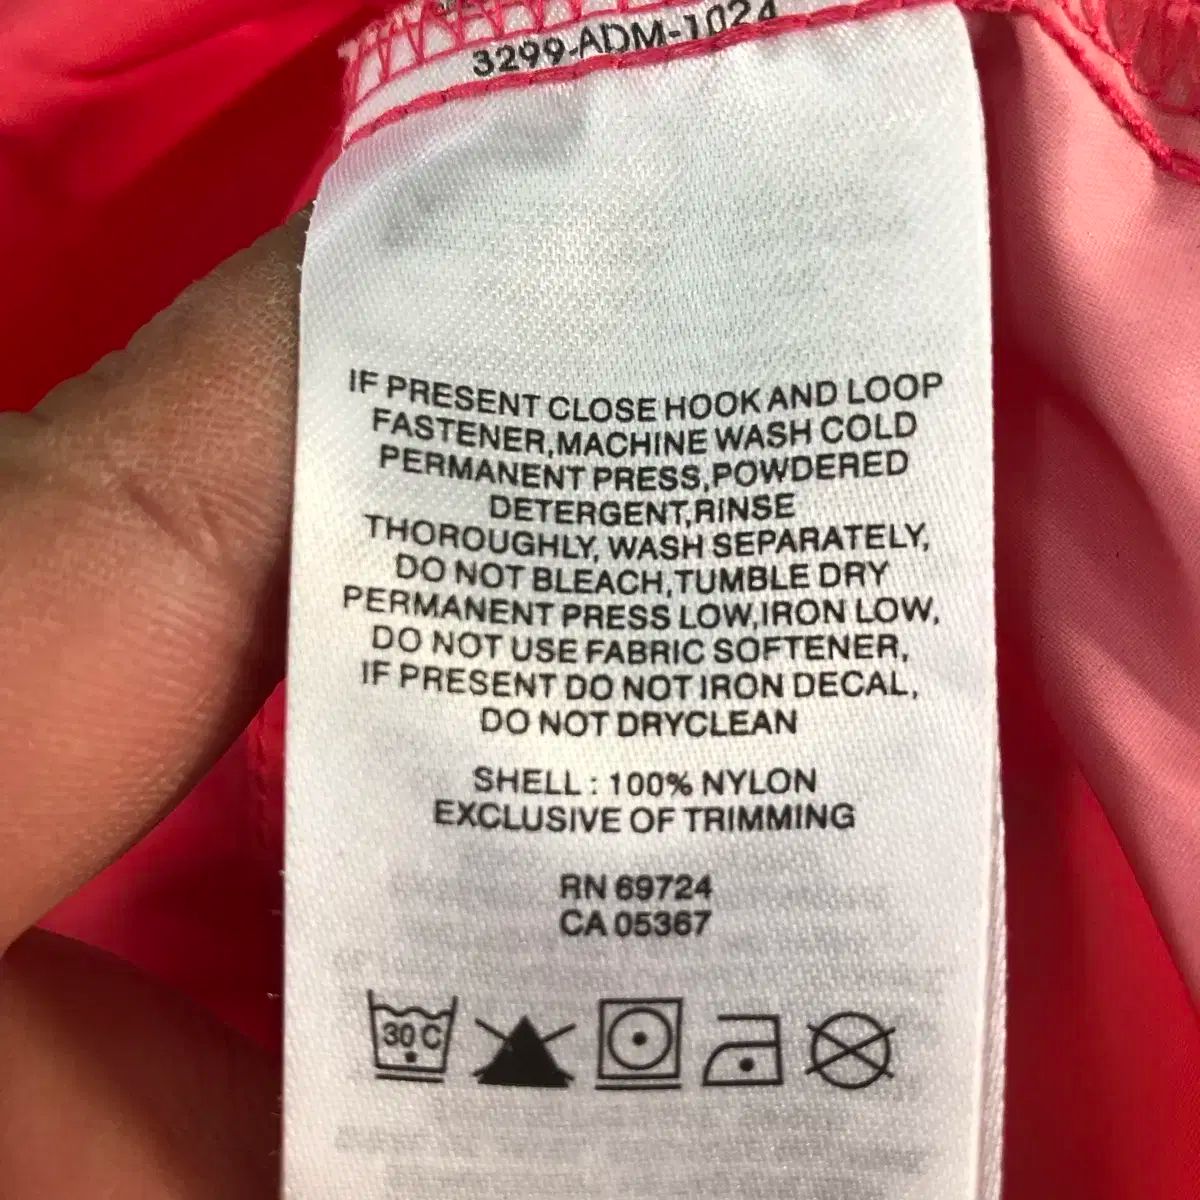 3299-ADM-1024
IF PRESENT CLOSE HOOK AND LOOP
FASTENER,MACHINE WASH COLD
PERMANENT PRESS,POWDERED
DETERGENT,RINSE
THOROUGHLY, WASH SEPARATELY,
DO NOT BLEACH,TUMBLE DRY
PERMANENT PRESS LOW,IRON LOW,
DO NOT USE FABRIC SOFTENER,
IF PRESENT DO NOT IRON DECAL,
DO NOT DRYCLEAN
SHELL : 100% NYLON
EXCLUSIVE OF TRIMMING
RN 69724
CA 05367
30 C